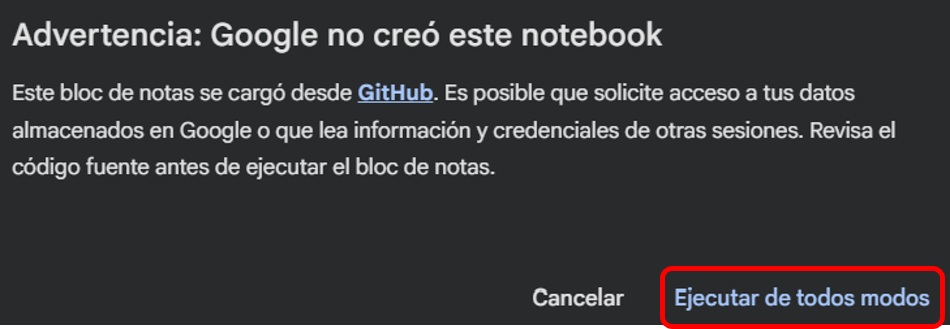 Advertencia: Google no creó este notebook
Este bloc de notas se cargó desde GitHub. Es posible que solicite acceso a tus datos
almacenados en Google o que lea información y credenciales de otras sesiones. Revisa el
código fuente antes de ejecutar el bloc de notas.
Cancelar Ejecutar de todos modos